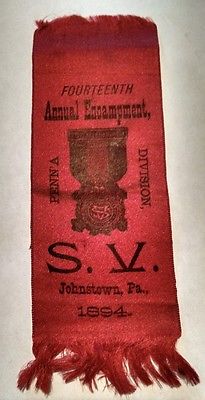 FOURTEENTH
Annual Encampment,
PENN'A
DIVISION,
S. V.
Johnstown, Pa.,
1894.